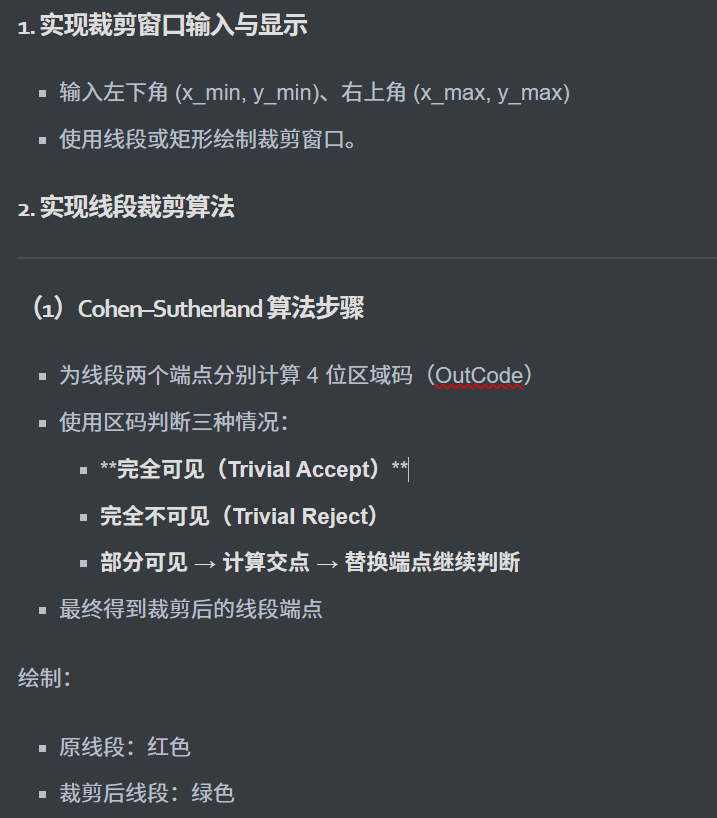 1. 实现裁剪窗口输入与显示
▪ 输入左下角 (x_min, y_min)、右上角 (x_max, y_max)
▪ 使用线段或矩形绘制裁剪窗口。
2. 实现线段裁剪算法
（1）Cohen–Sutherland 算法步骤
▪ 为线段两个端点分别计算 4 位区域码（OutCode）
▪ 使用区码判断三种情况：
▪ **完全可见（Trivial Accept）**
▪ 完全不可见（Trivial Reject）
▪ 部分可见 → 计算交点 → 替换端点继续判断
▪ 最终得到裁剪后的线段端点
绘制：
▪ 原线段：红色
▪ 裁剪后线段：绿色